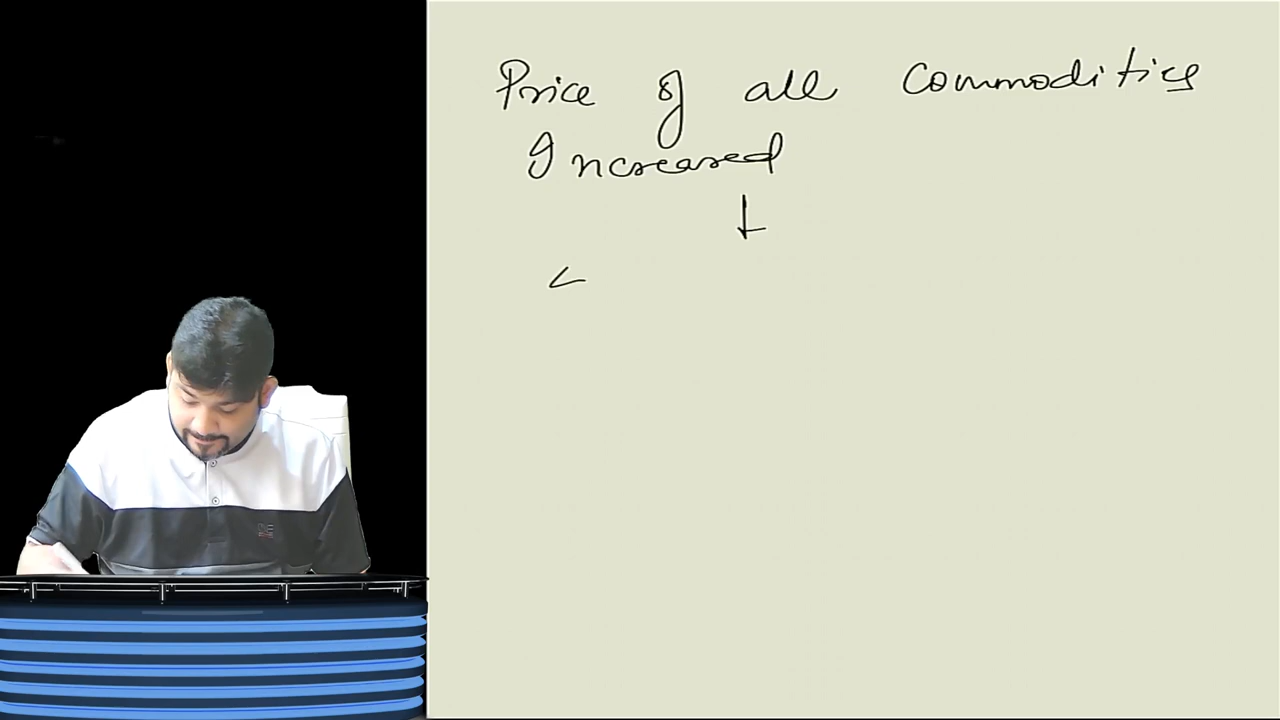 Price of all Commodities
Increased